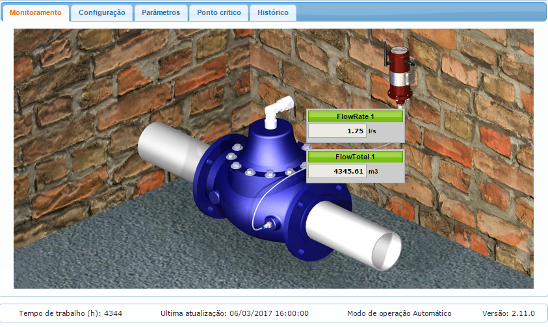 Monitoramento Configuração Parâmetros Ponto crítico Histórico
FlowRate 1
1.75 l/s
FlowTotal 1
4345.61 m3
Tempo de trabalho (h): 4344 Ultima atualização: 06/03/2017 16:00:00 Modo de operação Automático Versão: 2.11.0